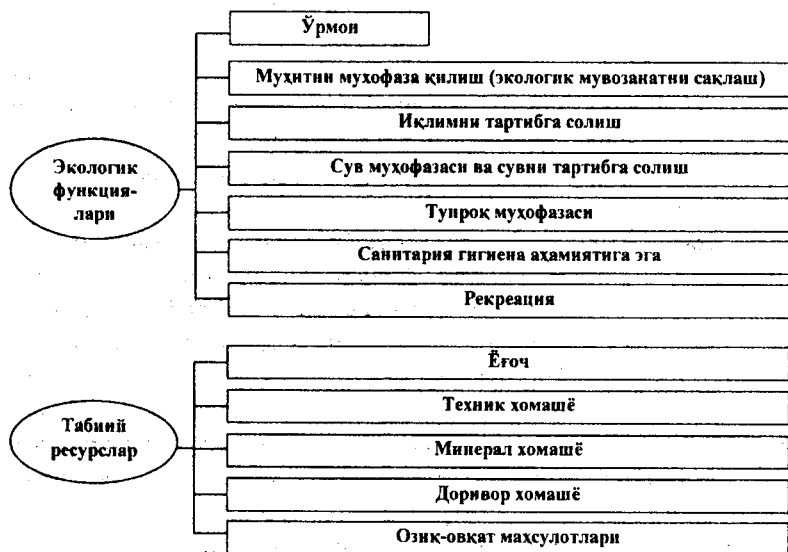 Ўрмон
Муҳитни муҳофаза қилиш (экологик мувозанатни сақлаш)
Иқлимни тартибга солиш
Сув муҳофазаси ва сувни тартибга солиш
Экологик
функция-
лари
Тупроқ муҳофазаси
Санитария гигиена аҳамиятига эга
Рекреация
Ёғоч
Техник хомашё
Табиий
ресурслар
Минерал хомашё
Доривор хомашё
Озиқ-овқат маҳсулотлари